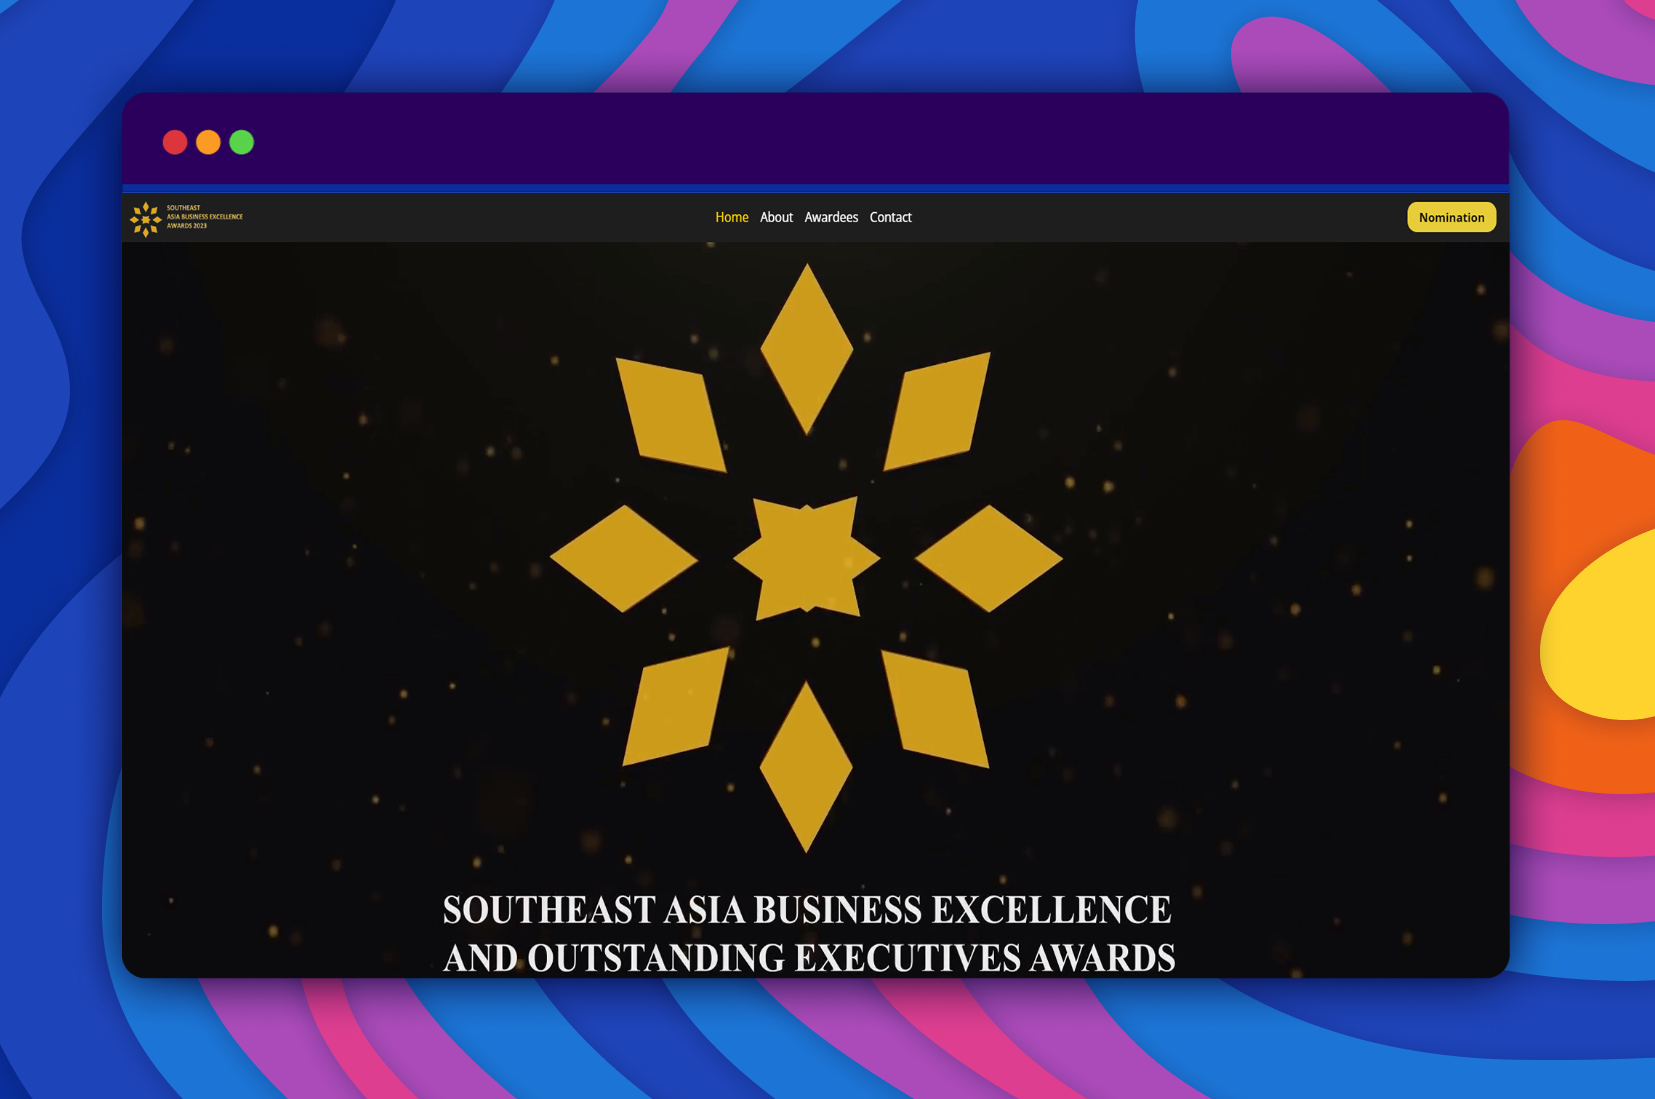 SOUTHEAST
ASIA BUSINESS EXCELLENCE
AWARDS 2023
Home About Awardees Contact
Nomination
SOUTHEAST ASIA BUSINESS EXCELLENCE
AND OUTSTANDING EXECUTIVES AWARDS